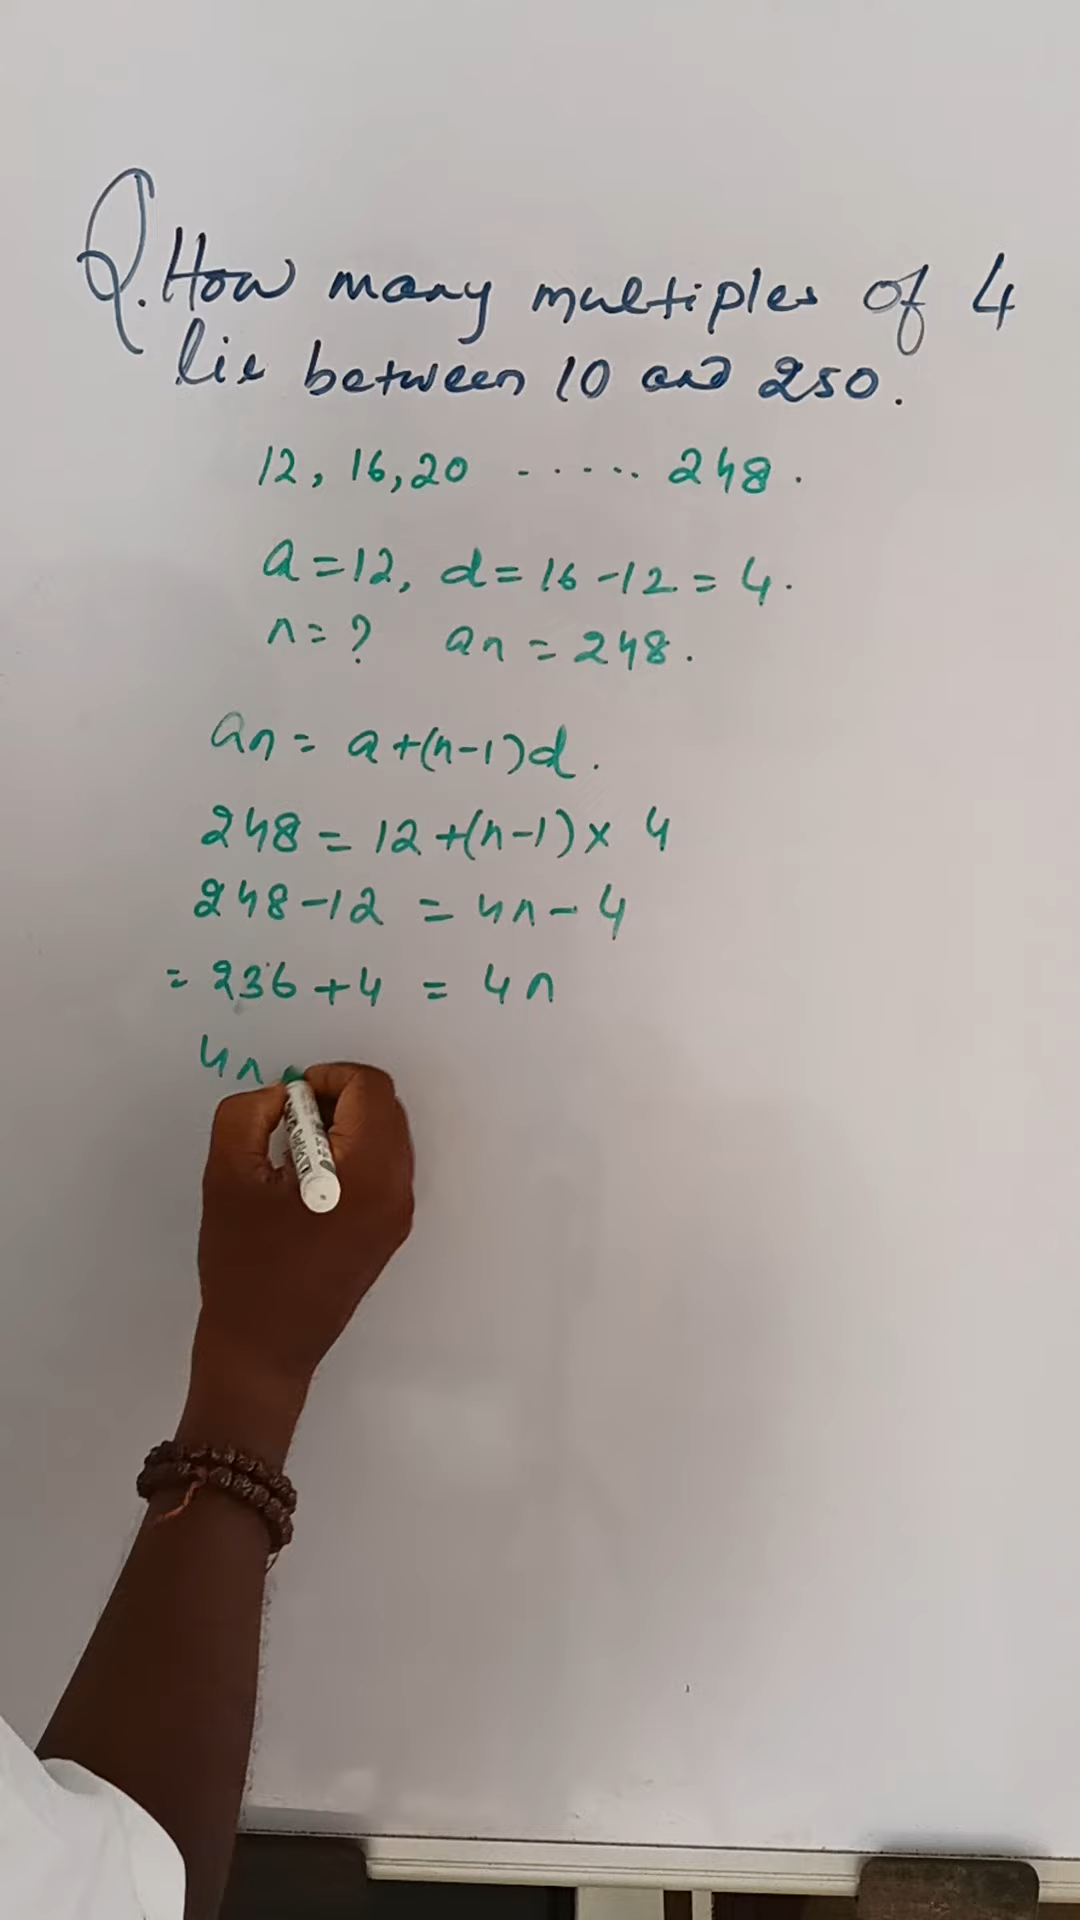 Q. How many multiples of 4
lie between 10 and 250.
12, 16, 20 ...... 248.
a = 12, d = 16 - 12 = 4.
n = ? an = 248.
an = a + (n-1)d.
248 = 12 + (n-1) × 4
248 - 12 = 4n - 4
= 236 + 4 = 4n
4n